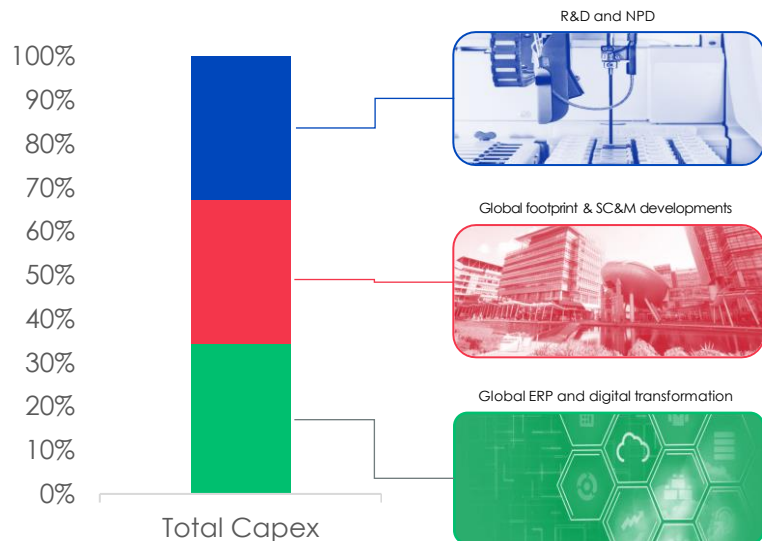 R&D and NPD
100%
90%
80%
70%
60%
50%
40%
30%
20%
10%
0%
Global footprint & SC&M developments
Global ERP and digital transformation
Total Capex